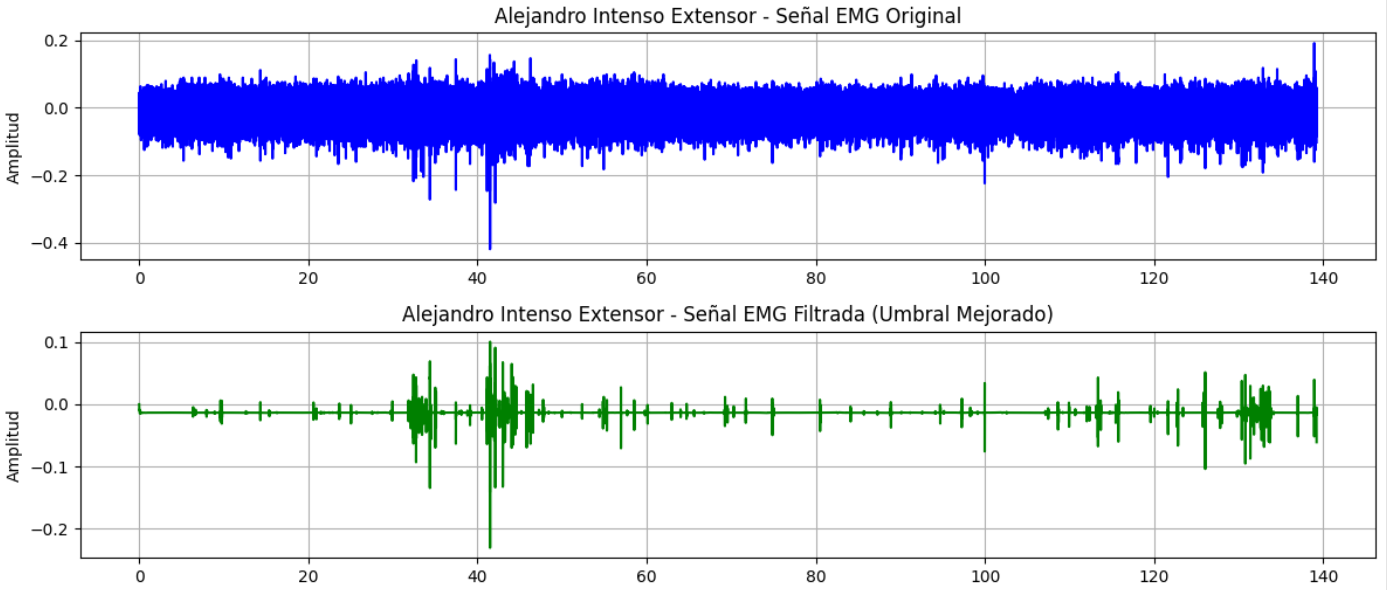 Alejandro Intenso Extensor - Señal EMG Original
0.2
0.0
−0.2
−0.4
Amplitud
0 20 40 60 80 100 120 140
Alejandro Intenso Extensor - Señal EMG Filtrada (Umbral Mejorado)
0.1
0.0
−0.1
−0.2
Amplitud
0 20 40 60 80 100 120 140